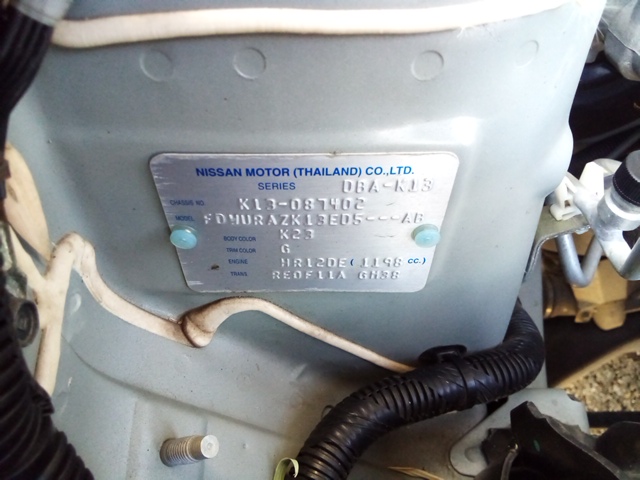 NISSAN MOTOR (THAILAND) CO.,LTD.
SERIES DBA-K13
CHASSIS NO. K13-087402
MODEL FDYURAZK13ED5---AB
BODY COLOR K23
TRIM COLOR G
ENGINE HR12DE( 1198 CC.)
TRANS RE0F11A GH38